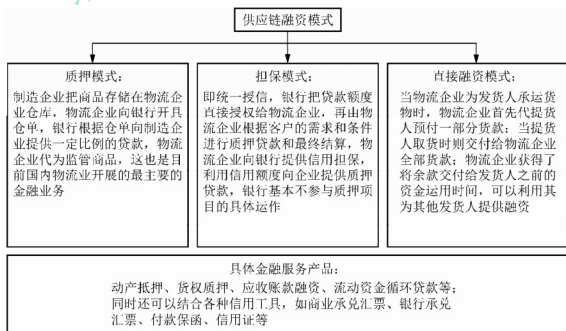 供应链融资模式
质押模式：
制造企业把商品存储在物流企
业仓库，物流企业向银行开具
仓单，银行根据仓单向制造企
业提供一定比例的贷款，物流
企业代为监管商品，这也是目
前国内物流业开展的最主要的
金融业务
担保模式：
即统一授信，银行把贷款额度
直接授权给物流企业，再由物
流企业根据客户的需求和条件
进行质押贷款和最终结算，物
流企业向银行提供信用担保，
利用信用额度向企业提供质押
贷款，银行基本不参与质押项
目的具体运作
直接融资模式：
当物流企业为发货人承运货
物时，物流企业首先代提货
人预付一部分货款；当提货
人取货时则交付给物流企业
全部货款；物流企业获得了
将余款交付给发货人之前的
资金运用时间，可以利用其
为其他发货人提供融资
具体金融服务产品：
动产抵押、货权质押、应收账款融资、流动资金循环贷款等；
同时还可以结合各种信用工具，如商业承兑汇票、银行承兑
汇票、付款保函、信用证等